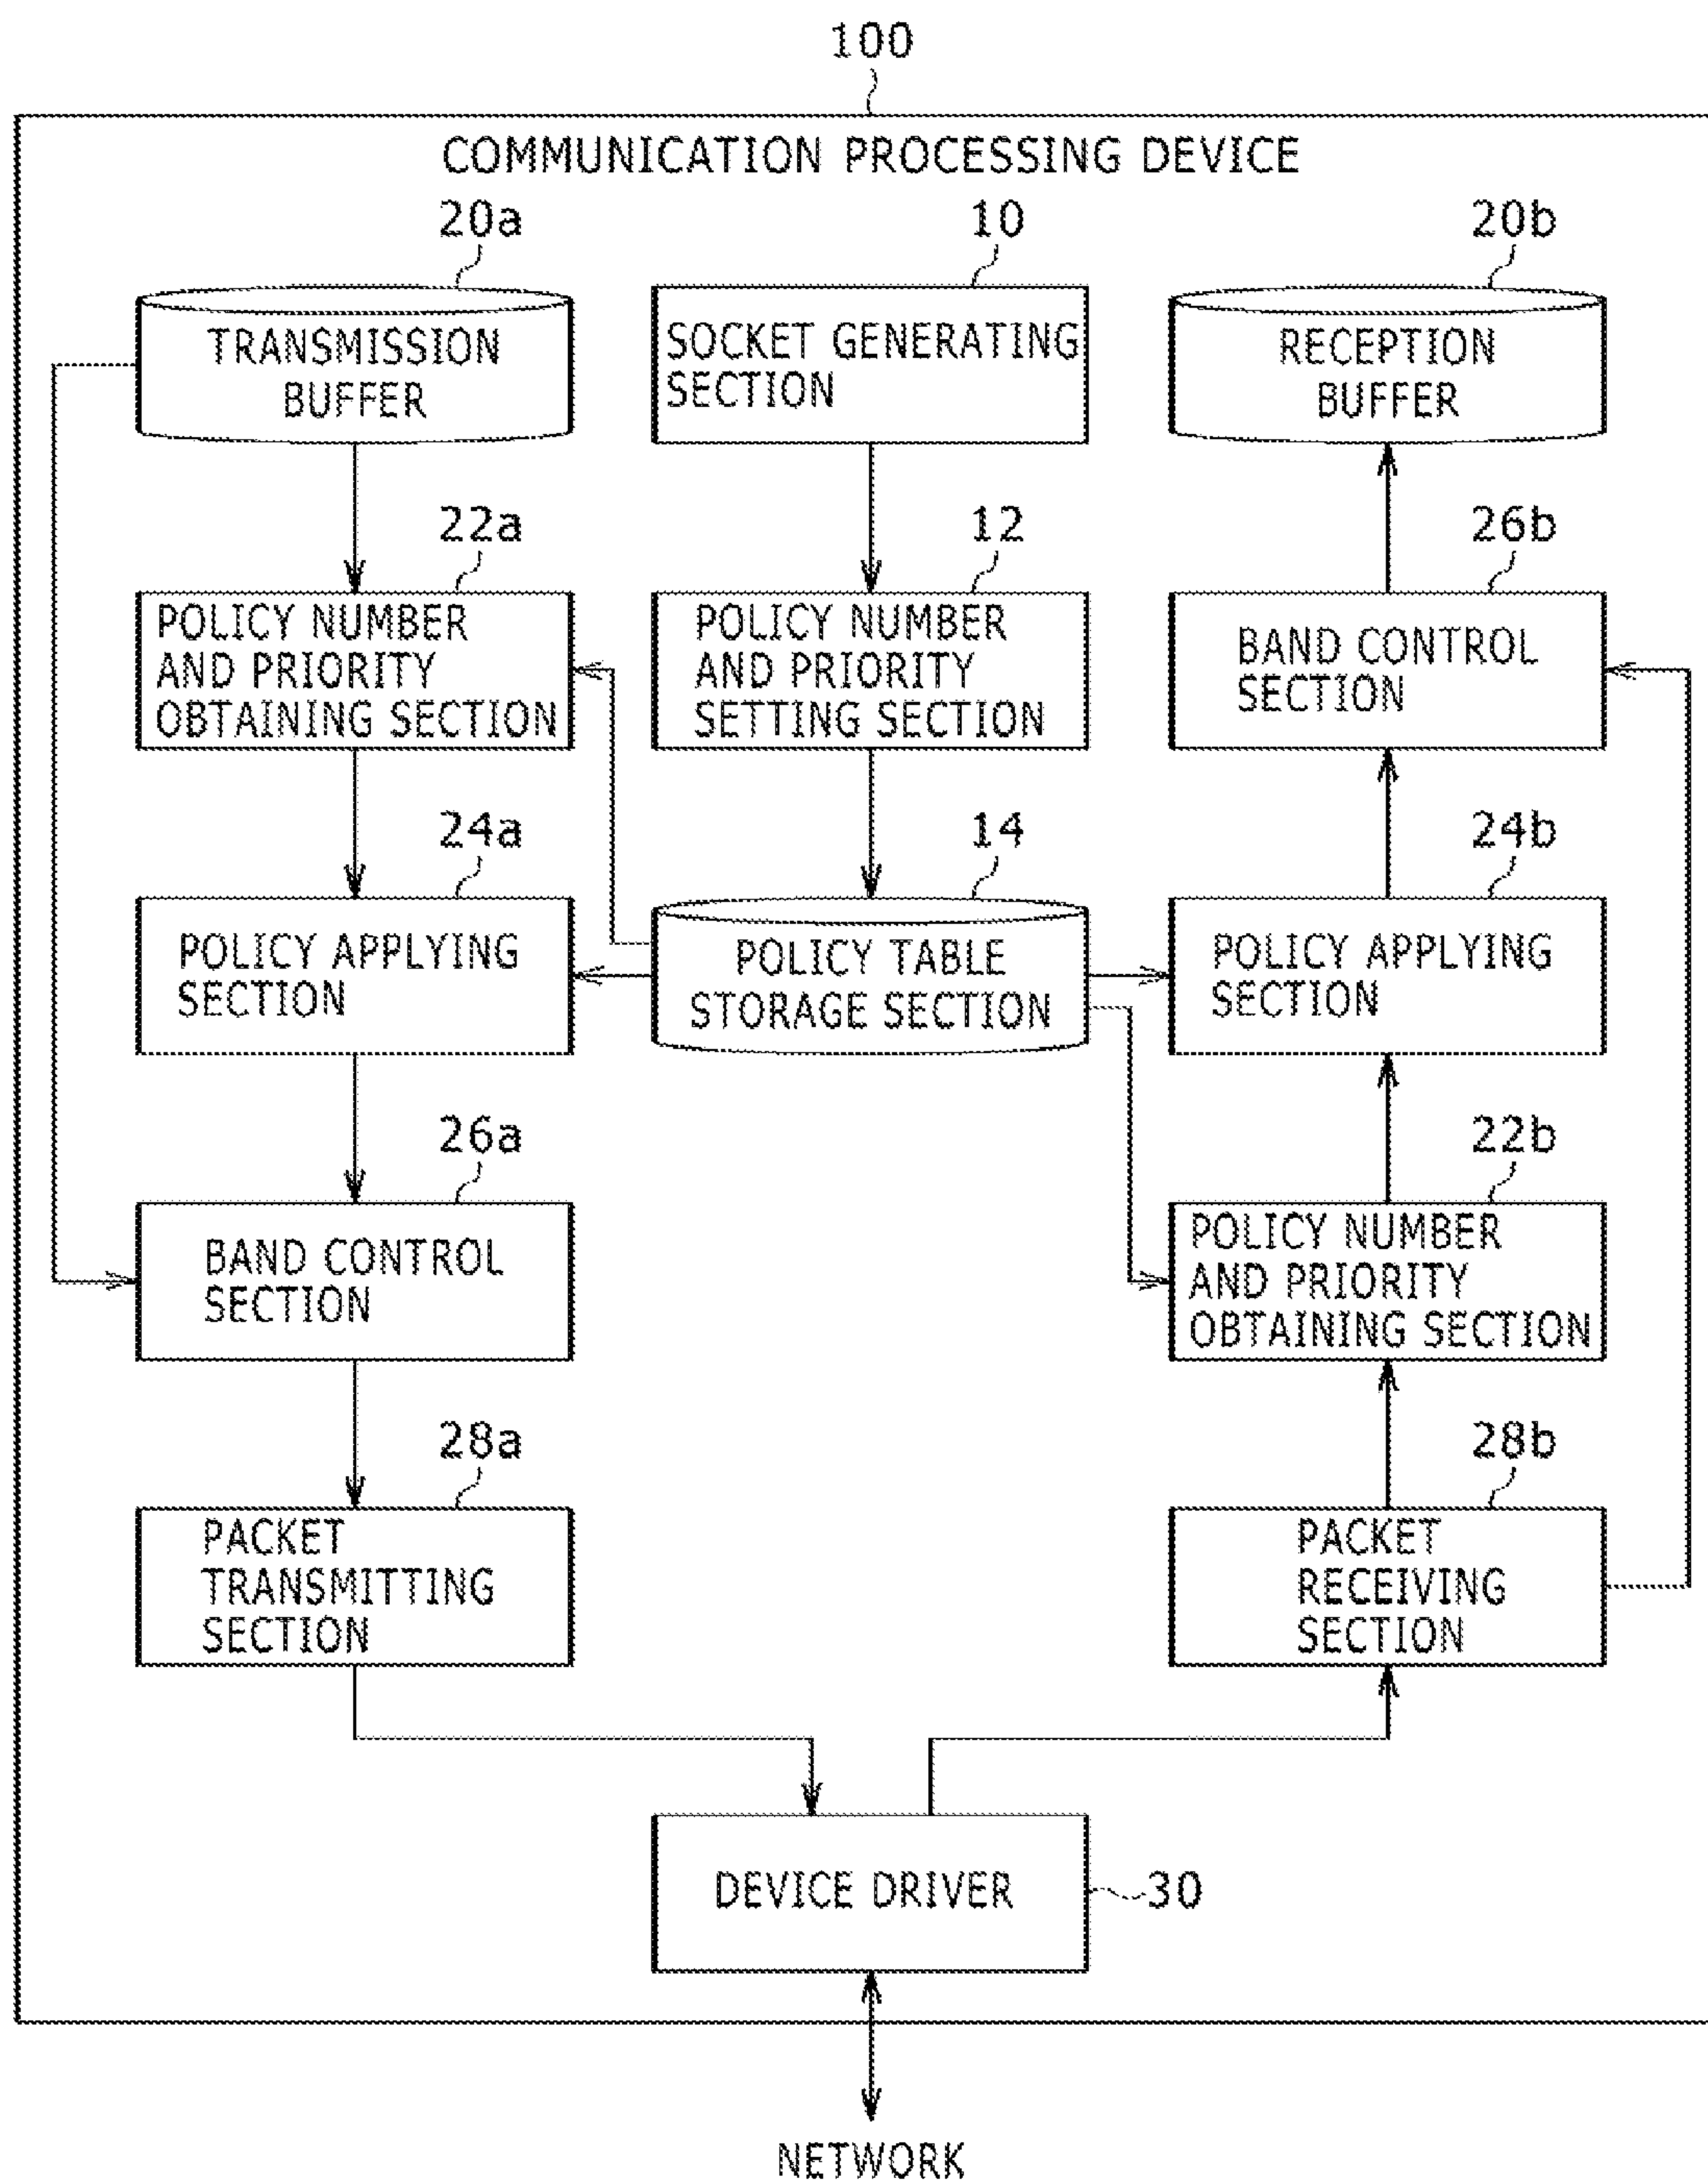 100
COMMUNICATION PROCESSING DEVICE
20a
10
20b
TRANSMISSION
BUFFER
SOCKET GENERATING
SECTION
RECEPTION
BUFFER
22a
12
26b
POLICY NUMBER
AND PRIORITY
OBTAINING SECTION
POLICY NUMBER
AND PRIORITY
SETTING SECTION
BAND CONTROL
SECTION
24a
14
24b
POLICY APPLYING
SECTION
POLICY TABLE
STORAGE SECTION
POLICY APPLYING
SECTION
26a
22b
BAND CONTROL
SECTION
POLICY NUMBER
AND PRIORITY
OBTAINING SECTION
28a
28b
PACKET
TRANSMITTING
SECTION
PACKET
RECEIVING
SECTION
DEVICE DRIVER
30
NETWORK